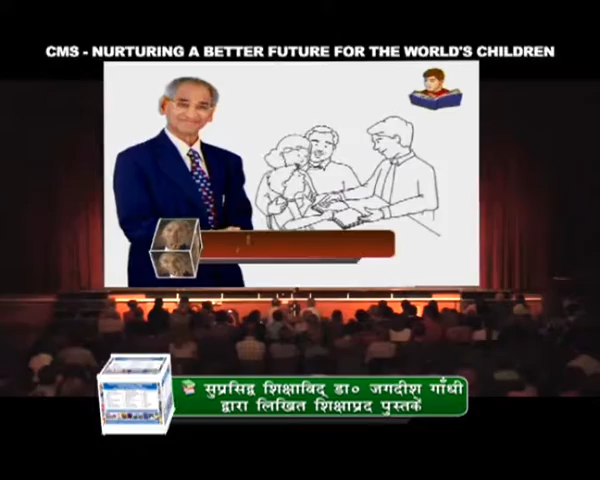 CMS - NURTURING A BETTER FUTURE FOR THE WORLD'S CHILDREN
सुप्रसिद्व शिक्षाविद् डा० जगदीश गाँधी
द्वारा लिखित शिक्षाप्रद पुस्तकें